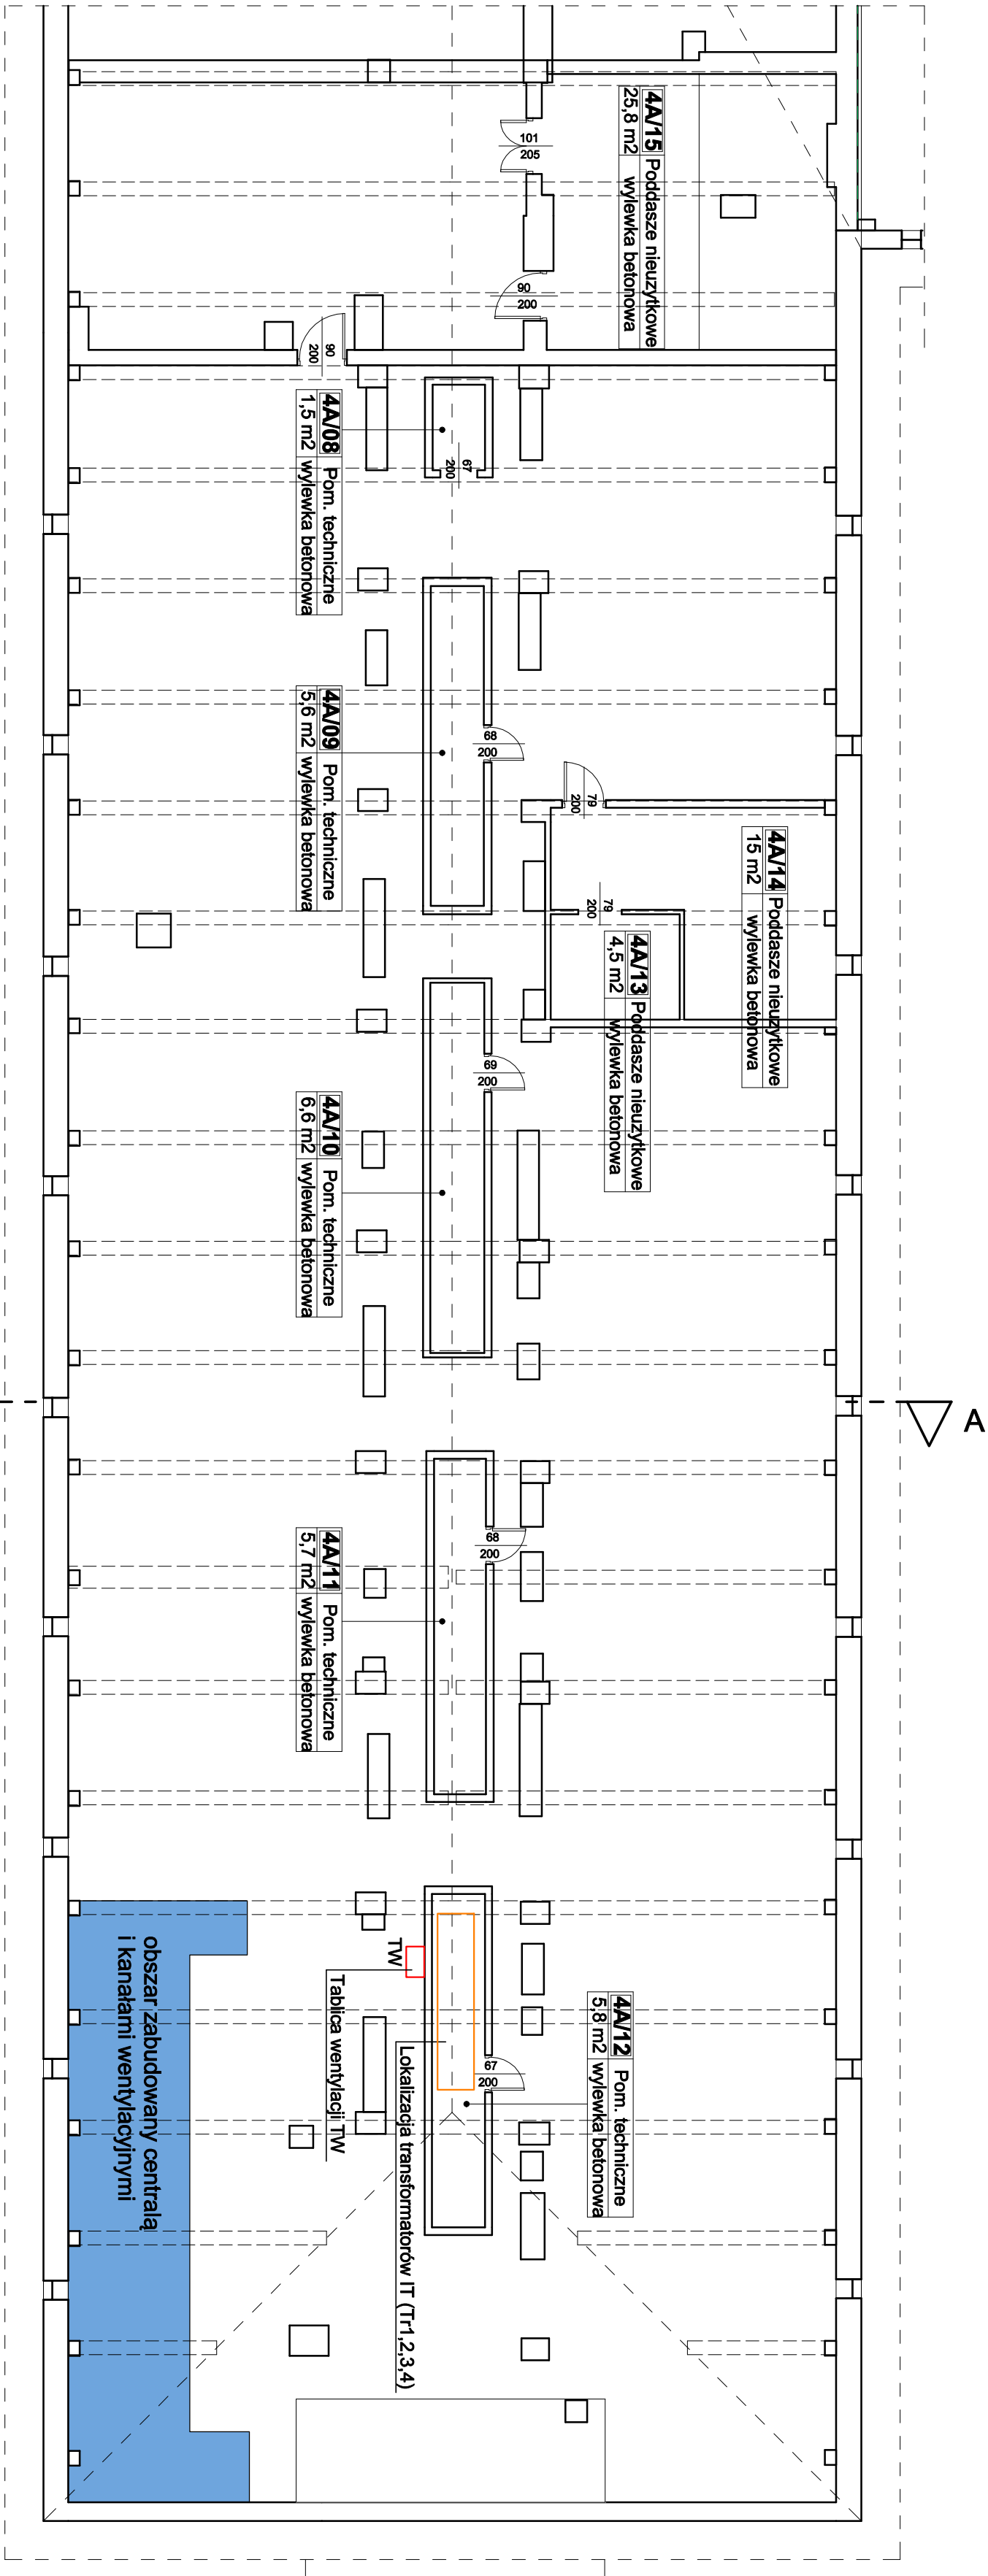 4A/15 Poddasze nieuzytkowe
25,8 m2 wylewka betonowa
101
205
90
200
90
200
4A/08 Pom. techniczne
1,5 m2 wylewka betonowa
67
200
4A/09 Pom. techniczne
5,6 m2 wylewka betonowa
68
200
79
200
4A/14 Poddasze nieuzytkowe
15 m2 wylewka betonowa
79
200
4A/13 Poddasze nieuzytkowe
4,5 m2 wylewka betonowa
69
200
4A/10 Pom. techniczne
6,6 m2 wylewka betonowa
A
68
200
4A/11 Pom. techniczne
5,7 m2 wylewka betonowa
4A/12 Pom. techniczne
5,8 m2 wylewka betonowa
67
200
TW
Tablica wentylacji TW
Lokalizacja transformatorów IT (Tr1,2,3,4)
obszar zabudowany centralą
i kanałami wentylacyjnymi